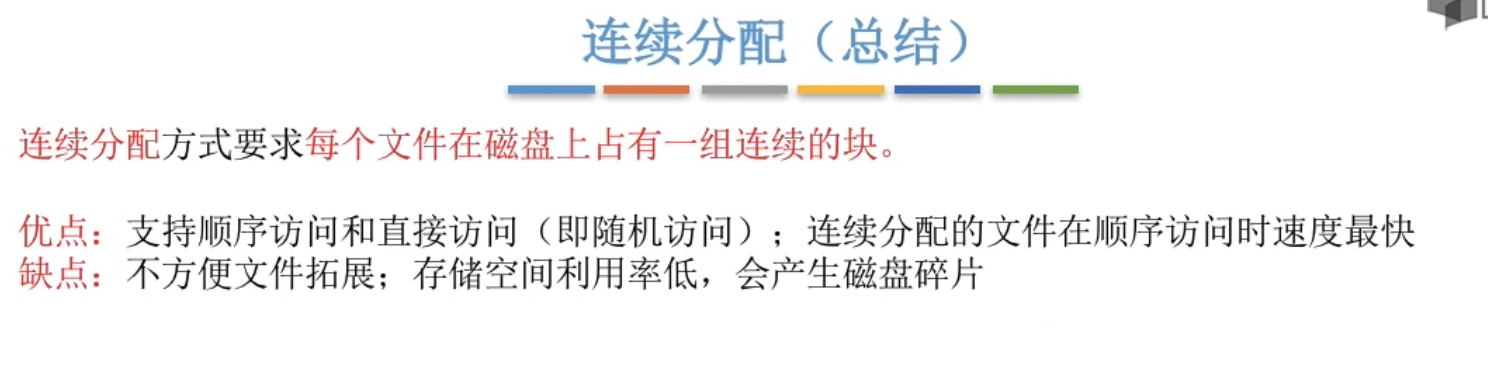 连续分配（总结）
连续分配方式要求每个文件在磁盘上占有一组连续的块。
优点：支持顺序访问和直接访问（即随机访问）；连续分配的文件在顺序访问时速度最快
缺点：不方便文件拓展；存储空间利用率低，会产生磁盘碎片